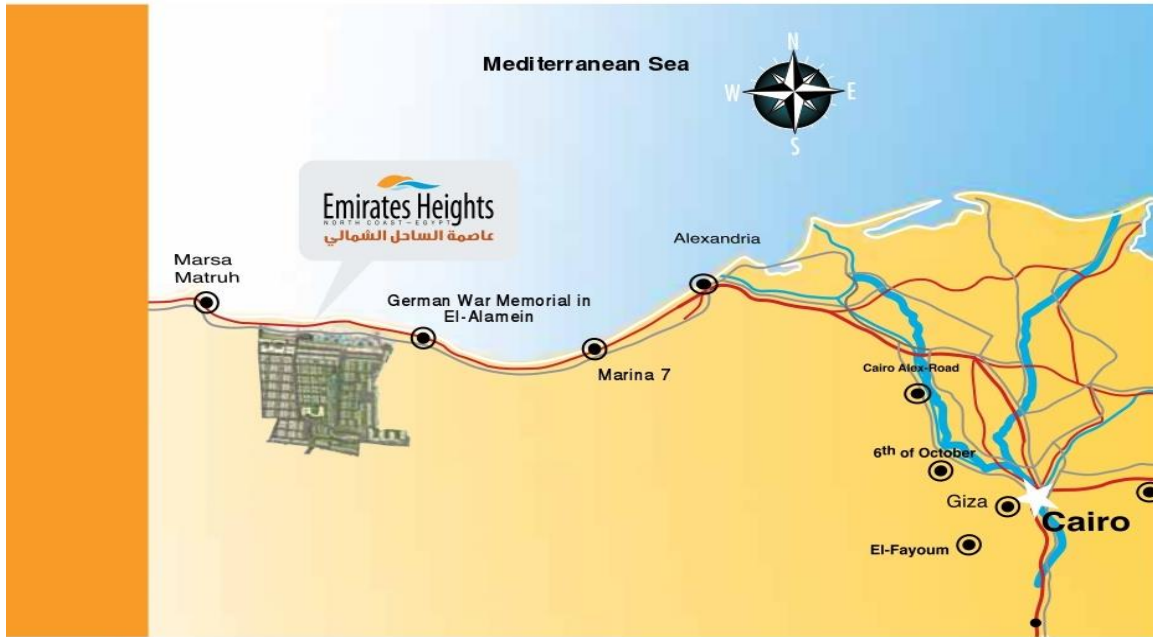 N
Mediterranean Sea
W
E
S
Emirates Heights
NORTH COAST - EGYPT
عاصمة الساحل الشمالي
Alexandria
Marsa
Matruh
German War Memorial in
El-Alamein
Marina 7
Cairo Alex-Road
6th of October
Giza
Cairo
El-Fayoum